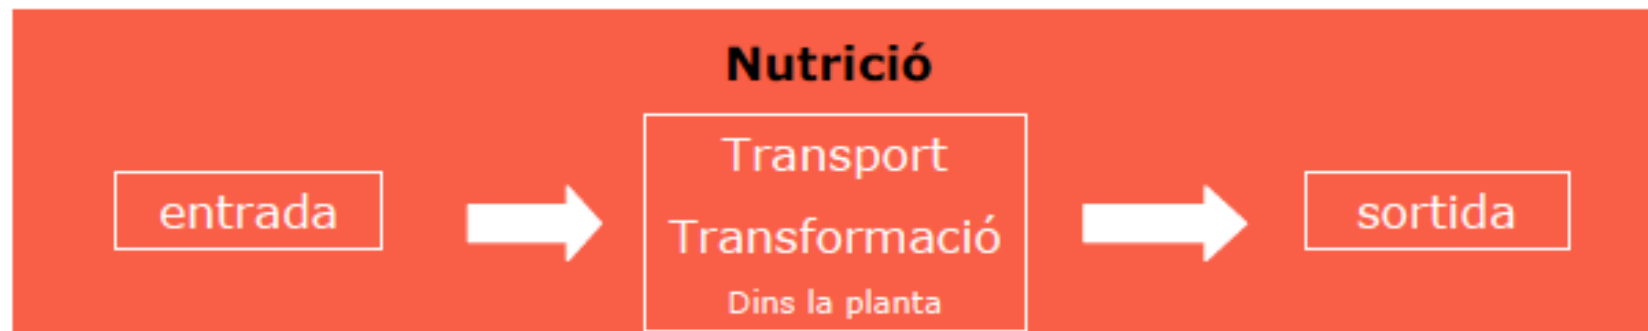 Nutrició
entrada
Transport
Transformació
Dins la planta
sortida